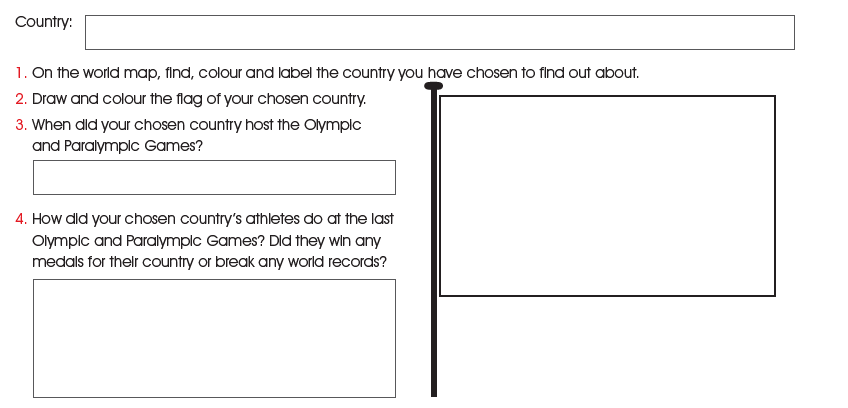 Country:
1. On the world map, find, colour and label the country you have chosen to find out about.
2. Draw and colour the flag of your chosen country.
3. When did your chosen country host the Olympic
and Paralympic Games?
4. How did your chosen country's athletes do at the last
Olympic and Paralympic Games? Did they win any
medals for their country or break any world records?